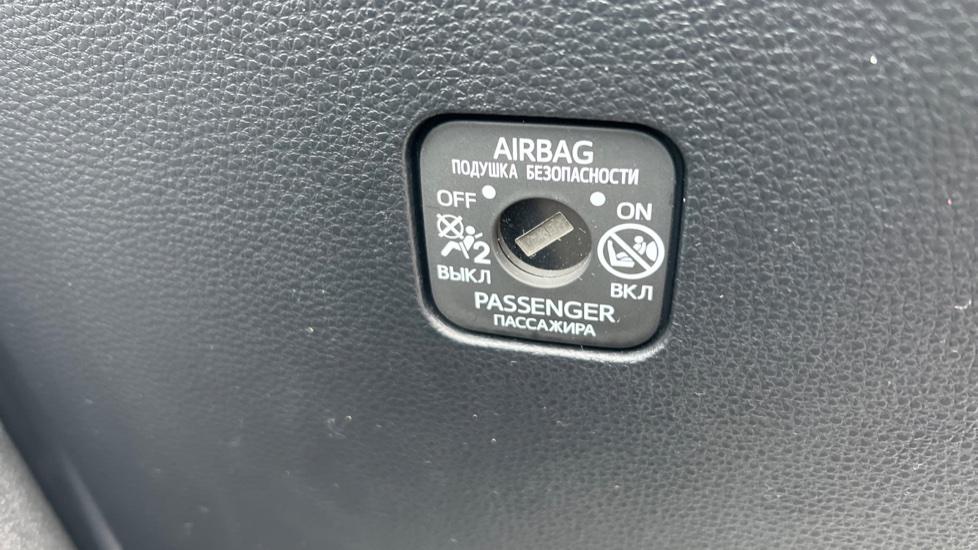 AIRBAG
ПОДУШКА БЕЗОПАСНОСТИ
OFF
ON
2
ВЫКЛ
ВКЛ
PASSENGER
ПАССАЖИРА